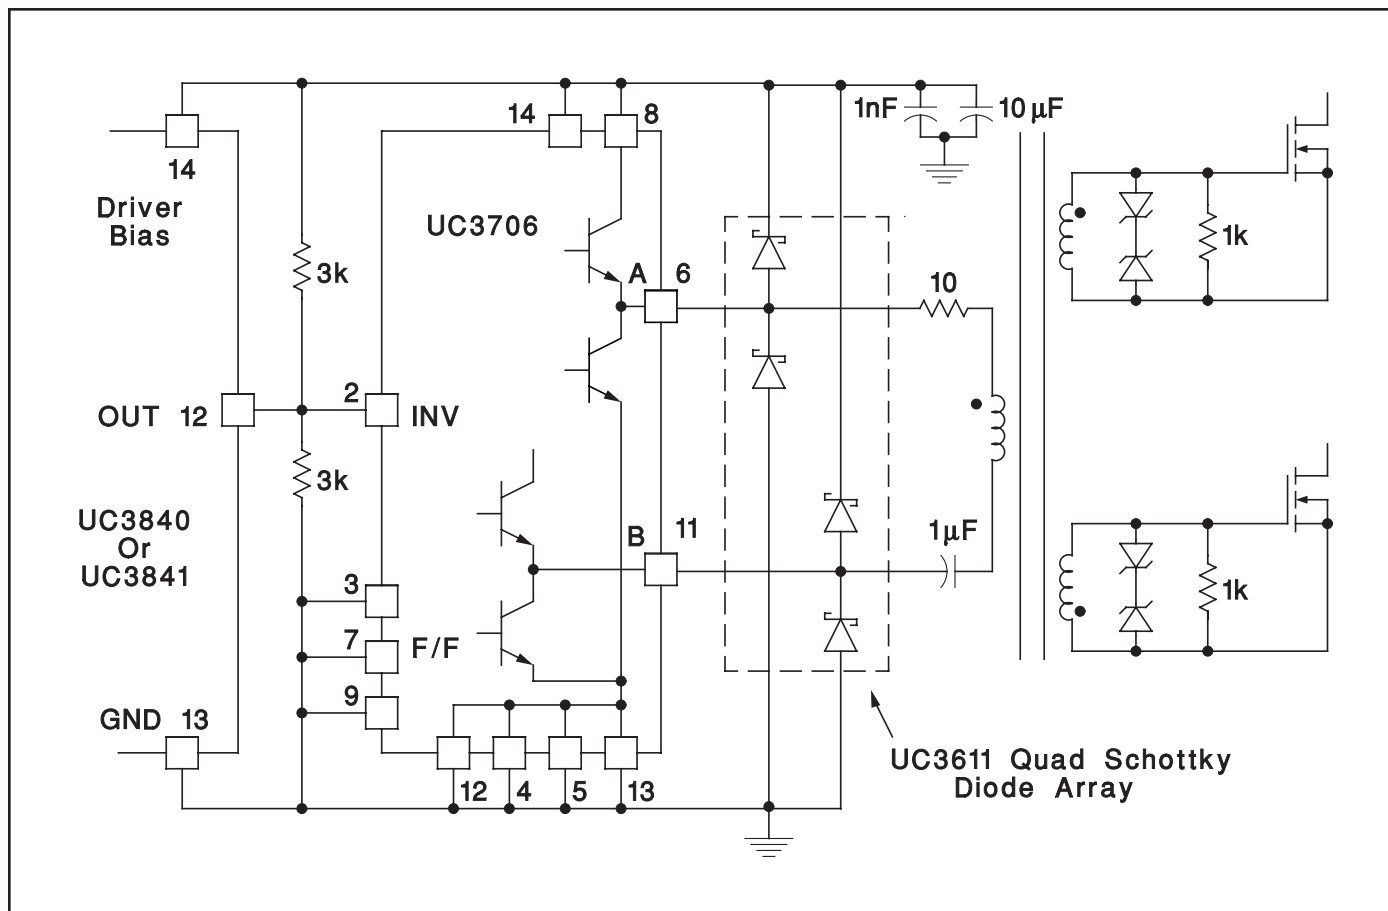 14
8
1nF
10 µF
14
Driver
Bias
UC3706
3k
A
6
10
1k
2
OUT 12
INV
3k
UC3840
Or
UC3841
B
11
1µF
3
7
F/F
9
1k
GND 13
12
4
5
13
UC3611 Quad Schottky
Diode Array